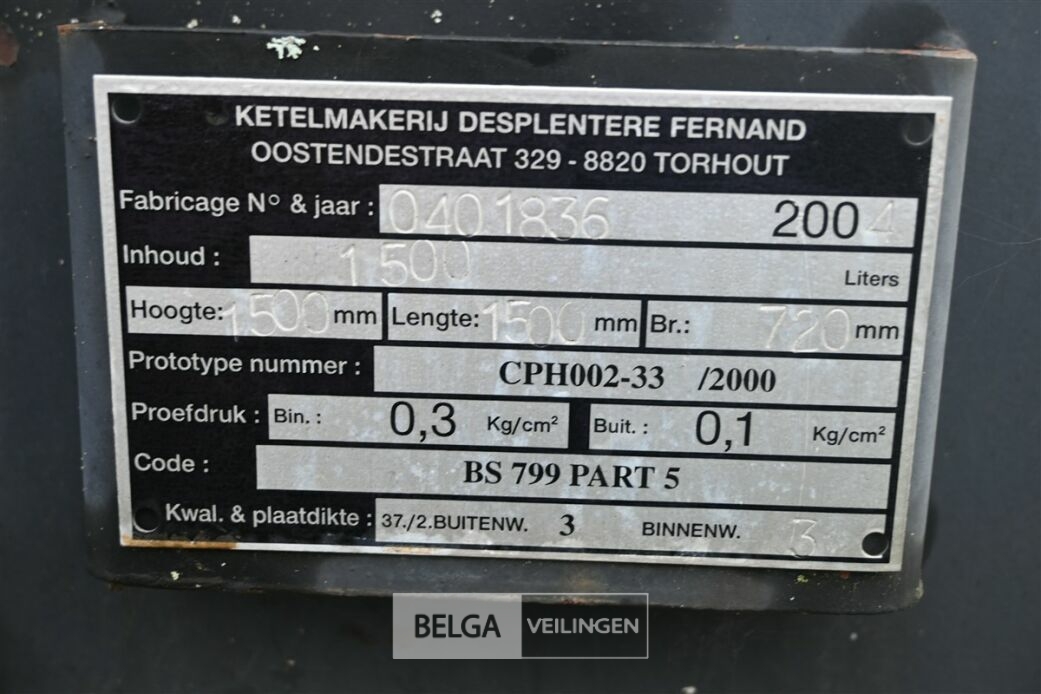 KETELMAKERIJ DESPLENTERE FERNAND
OOSTENDESTRAAT 329 - 8820 TORHOUT
Fabricage N° & jaar : 0401836 2004
Inhoud : 1500 Liters
Hoogte: 1500 mm Lengte: 1500 mm Br.: 720 mm
Prototype nummer : CPH002-33 /2000
Proefdruk : Bin. : 0,3 Kg/cm² Buit. : 0,1 Kg/cm²
Code : BS 799 PART 5
Kwal. & plaatdikte : 37./2.BUITENW. 3 BINNENW. 3
BELGA VEILINGEN